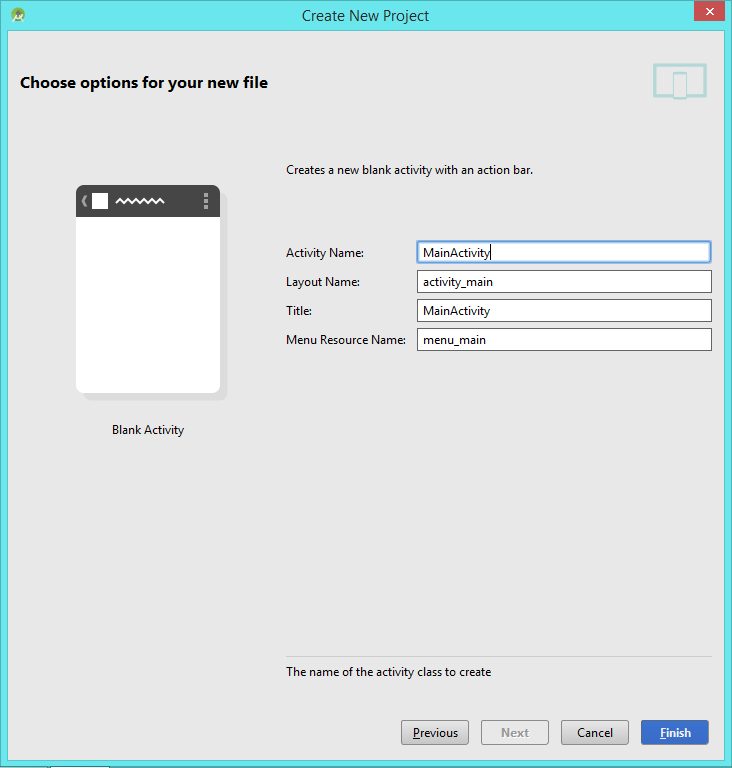 Create New Project
Choose options for your new file
Creates a new blank activity with an action bar.
Activity Name: MainActivity
Layout Name: activity_main
Title: MainActivity
Menu Resource Name: menu_main
Blank Activity
The name of the activity class to create
Previous Next Cancel Finish